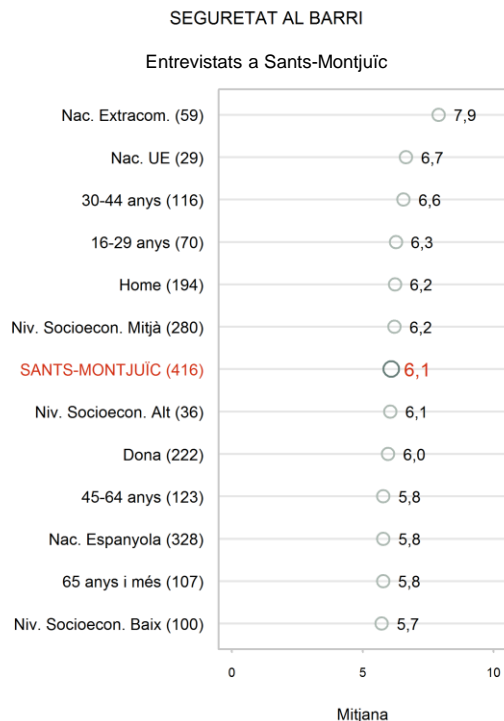 SEGURETAT AL BARRI
Entrevistats a Sants-Montjuïc
Nac. Extracom. (59) 7,9
Nac. UE (29) 6,7
30-44 anys (116) 6,6
16-29 anys (70) 6,3
Home (194) 6,2
Niv. Socioecon. Mitjà (280) 6,2
SANTS-MONTJUÏC (416) 6,1
Niv. Socioecon. Alt (36) 6,1
Dona (222) 6,0
45-64 anys (123) 5,8
Nac. Espanyola (328) 5,8
65 anys i més (107) 5,8
Niv. Socioecon. Baix (100) 5,7
0 5 10
Mitjana